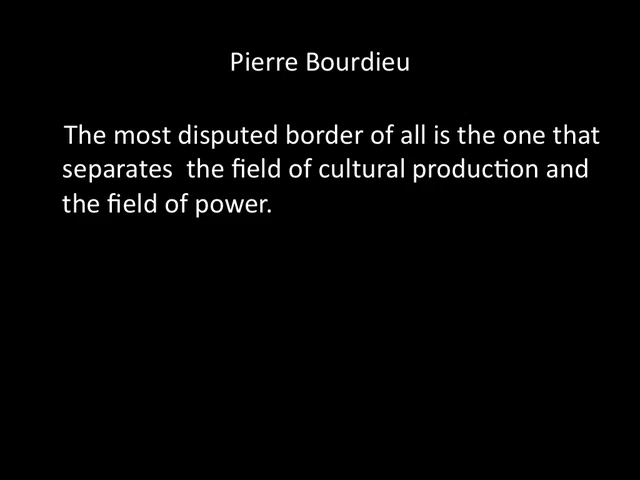 Pierre Bourdieu
The most disputed border of all is the one that
separates  the field of cultural production and
the field of power.